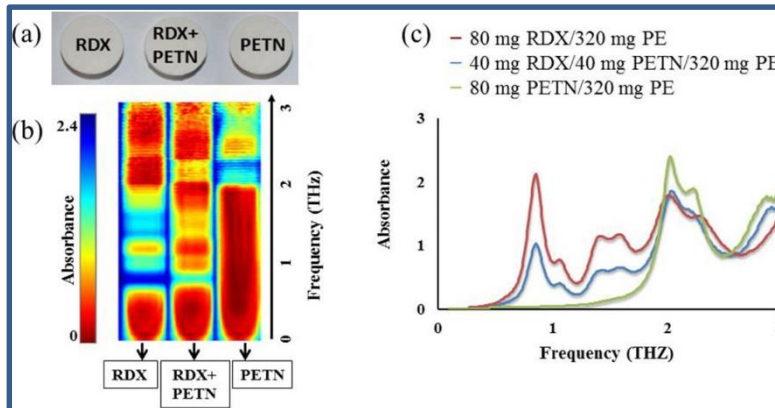 (a)
RDX
RDX+
PETN
PETN
(b)
2.4
Absorbance
0
3
2
1
0
Frequency (THz)
RDX
RDX+
PETN
PETN
(c)
80 mg RDX/320 mg PE
40 mg RDX/40 mg PETN/320 mg PE
80 mg PETN/320 mg PE
3
2
1
0
Absorbance
0
1
2
Frequency (THZ)